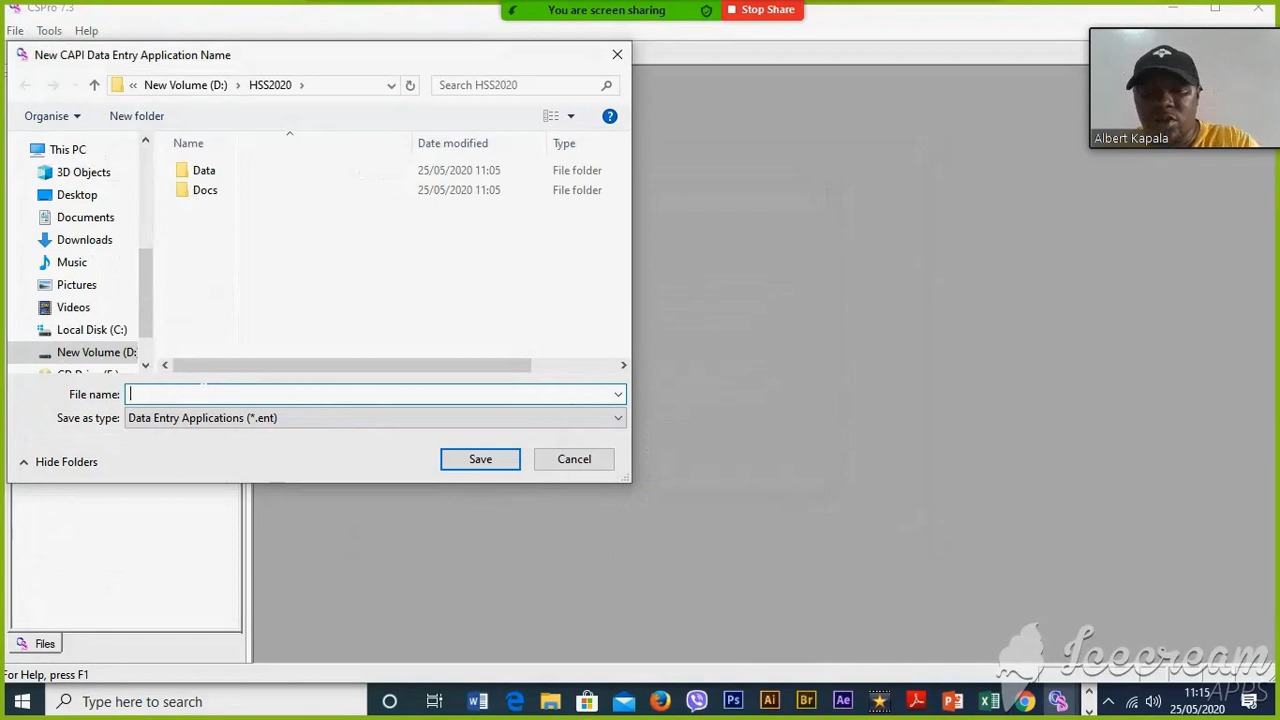 CSPro 7.3
You are screen sharing
Stop Share
File Tools Help
New CAPI Data Entry Application Name
« New Volume (D:) › HSS2020 ›
Search HSS2020
Organise
New folder
?
Name
Date modified
Type
This PC
3D Objects
Desktop
Documents
Downloads
Music
Pictures
Videos
Local Disk (C:)
New Volume (D:
Data 25/05/2020 11:05 File folder
Docs 25/05/2020 11:05 File folder
File name:
Save as type: Data Entry Applications (*.ent)
Hide Folders
Save
Cancel
Albert Kapala
Files
For Help, press F1
Icecream
APPS
Type here to search
Ps
Ai
Br
Ae
11:15
25/05/2020